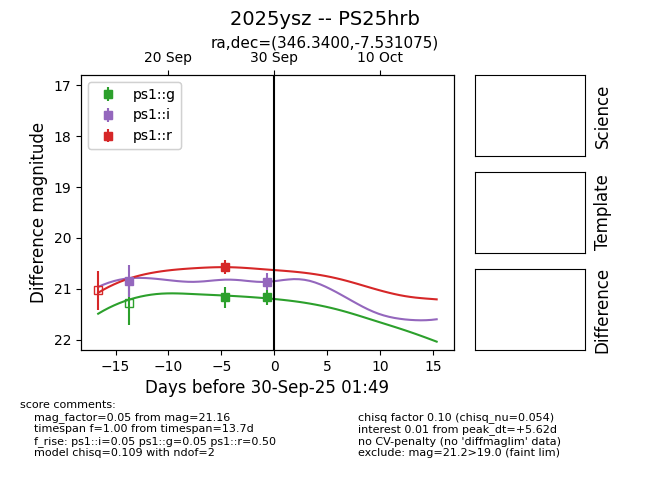 2025ysz -- PS25hrb
ra,dec=(346.3400,-7.531075)
20 Sep 30 Sep 10 Oct
ps1::g
ps1::i
ps1::r
17
18
19
20
21
22
Difference magnitude
−15 −10 −5 0 5 10 15
Days before 30-Sep-25 01:49
Science
Template
Difference
score comments:
mag_factor=0.05 from mag=21.16
timespan f=1.00 from timespan=13.7d
f_rise: ps1::i=0.05 ps1::g=0.05 ps1::r=0.50
model chisq=0.109 with ndof=2
chisq factor 0.10 (chisq_nu=0.054)
interest 0.01 from peak_dt=+5.62d
no CV-penalty (no 'diffmaglim' data)
exclude: mag=21.2>19.0 (faint lim)